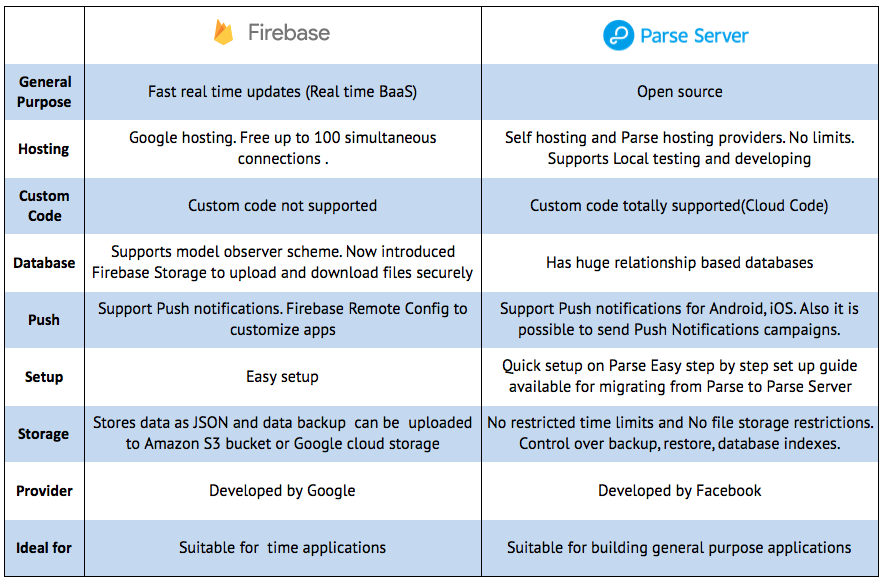 Firebase
Parse Server
General
Purpose
Fast real time updates (Real time BaaS)
Open source
Hosting
Google hosting. Free up to 100 simultaneous
connections .
Self hosting and Parse hosting providers. No limits.
Supports Local testing and developing
Custom
Code
Custom code not supported
Custom code totally supported(Cloud Code)
Database
Supports model observer scheme. Now introduced
Firebase Storage to upload and download files securely
Has huge relationship based databases
Push
Support Push notifications. Firebase Remote Config to
customize apps
Support Push notifications for Android, iOS. Also it is
possible to send Push Notifications campaigns.
Setup
Easy setup
Quick setup on Parse Easy step by step set up guide
available for migrating from Parse to Parse Server
Storage
Stores data as JSON and data backup can be uploaded
to Amazon S3 bucket or Google cloud storage
No restricted time limits and No file storage restrictions.
Control over backup, restore, database indexes.
Provider
Developed by Google
Developed by Facebook
Ideal for
Suitable for time applications
Suitable for building general purpose applications